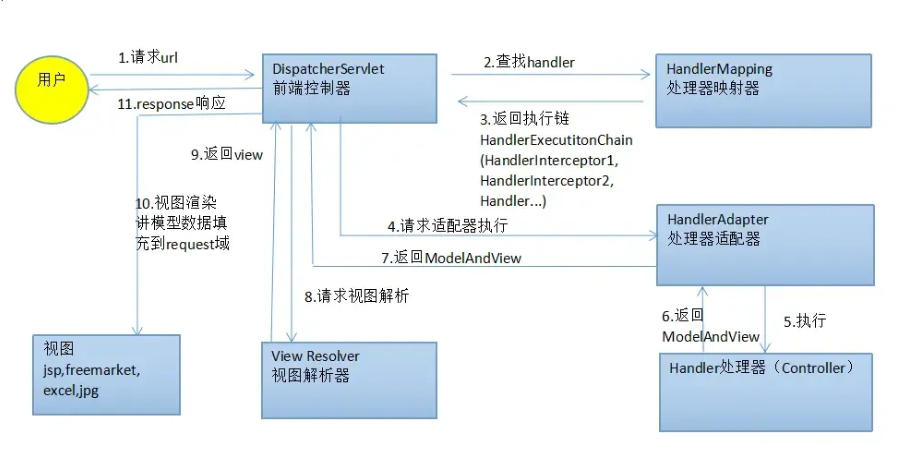 用户
1.请求url
11.response响应
DispatcherServlet
前端控制器
2.查找handler
HandlerMapping
处理器映射器
3.返回执行链
HandlerExecutitonChain
(HandlerInterceptor1,
HandlerInterceptor2,
Handler...)
9.返回view
10.视图渲染
讲模型数据填
充到request域
4.请求适配器执行
HandlerAdapter
处理器适配器
7.返回ModelAndView
8.请求视图解析
6.返回
ModelAndView
5.执行
视图
jsp,freemarket,
excel,jpg
View Resolver
视图解析器
Handler处理器（Controller）